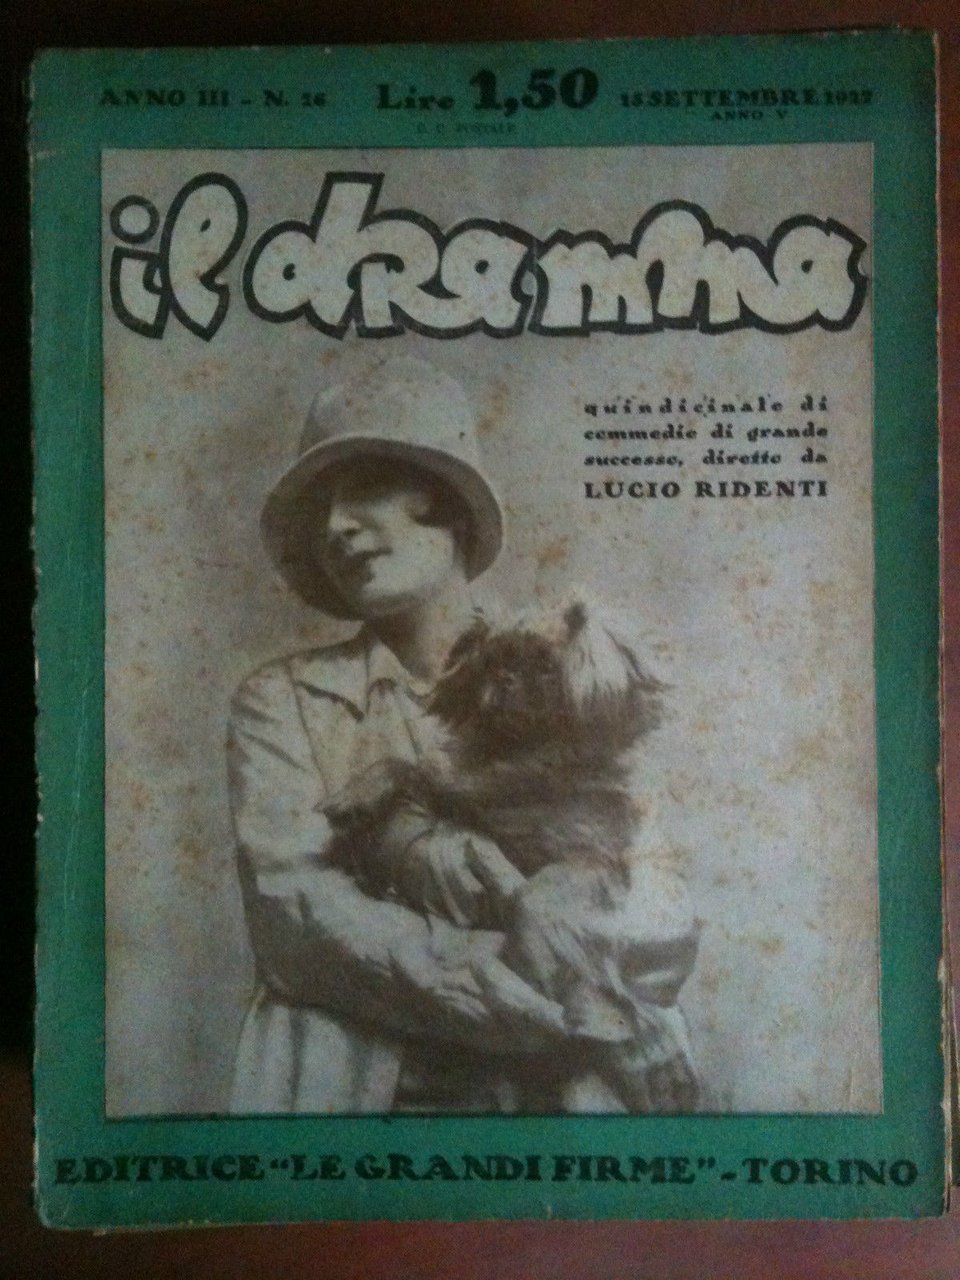 ANNO III - N. 26 Lire 1,50 15 SETTEMBRE 1927
C. C. POSTALE ANNO V
il dramma
quindicinale di
commedie di grande
successo, diretto da
LUCIO RIDENTI
EDITRICE "LE GRANDI FIRME" - TORINO